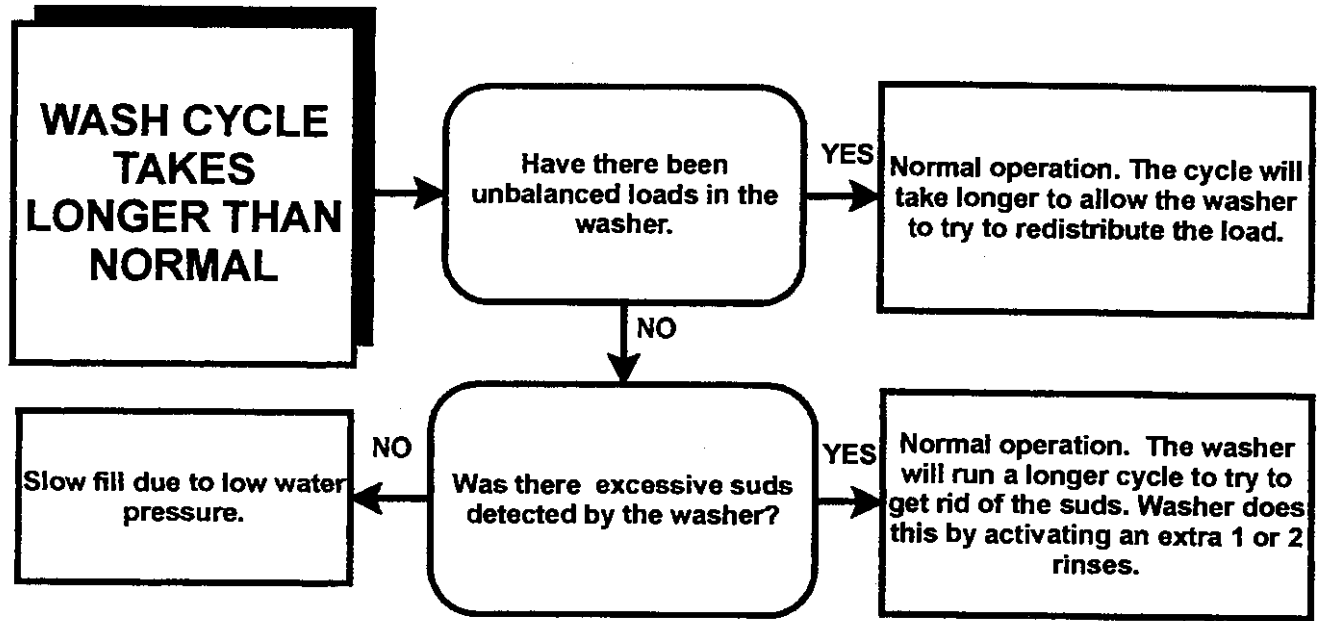 WASH CYCLE
TAKES
LONGER THAN
NORMAL
Have there been
unbalanced loads in the
washer.
YES
Normal operation. The cycle will
take longer to allow the washer
to try to redistribute the load.
NO
Was there excessive suds
detected by the washer?
YES
Normal operation. The washer
will run a longer cycle to try to
get rid of the suds. Washer does
this by activating an extra 1 or 2
rinses.
NO
Slow fill due to low water
pressure.